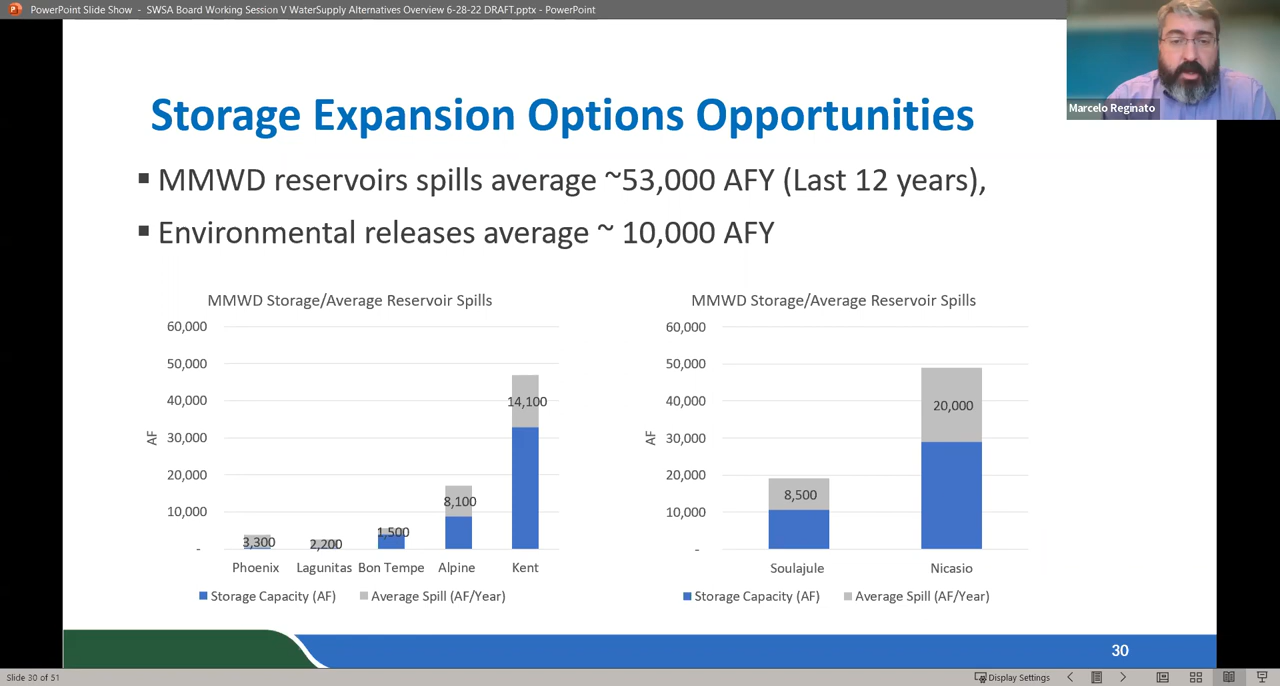 PowerPoint Slide Show - SWSA Board Working Session V WaterSupply Alternatives Overview 6-28-22 DRAFT.pptx - PowerPoint
Marcelo Reginato
Storage Expansion Options Opportunities
▪ MMWD reservoirs spills average ~53,000 AFY (Last 12 years),
▪ Environmental releases average ~ 10,000 AFY
MMWD Storage/Average Reservoir Spills
60,000
50,000
40,000
30,000
20,000
10,000
-
AF
3,300
2,200
1,500
8,100
14,100
Phoenix Lagunitas Bon Tempe Alpine Kent
Storage Capacity (AF) Average Spill (AF/Year)
MMWD Storage/Average Reservoir Spills
60,000
50,000
40,000
30,000
20,000
10,000
-
AF
8,500
20,000
Soulajule Nicasio
Storage Capacity (AF) Average Spill (AF/Year)
30
Slide 30 of 51
Display Settings